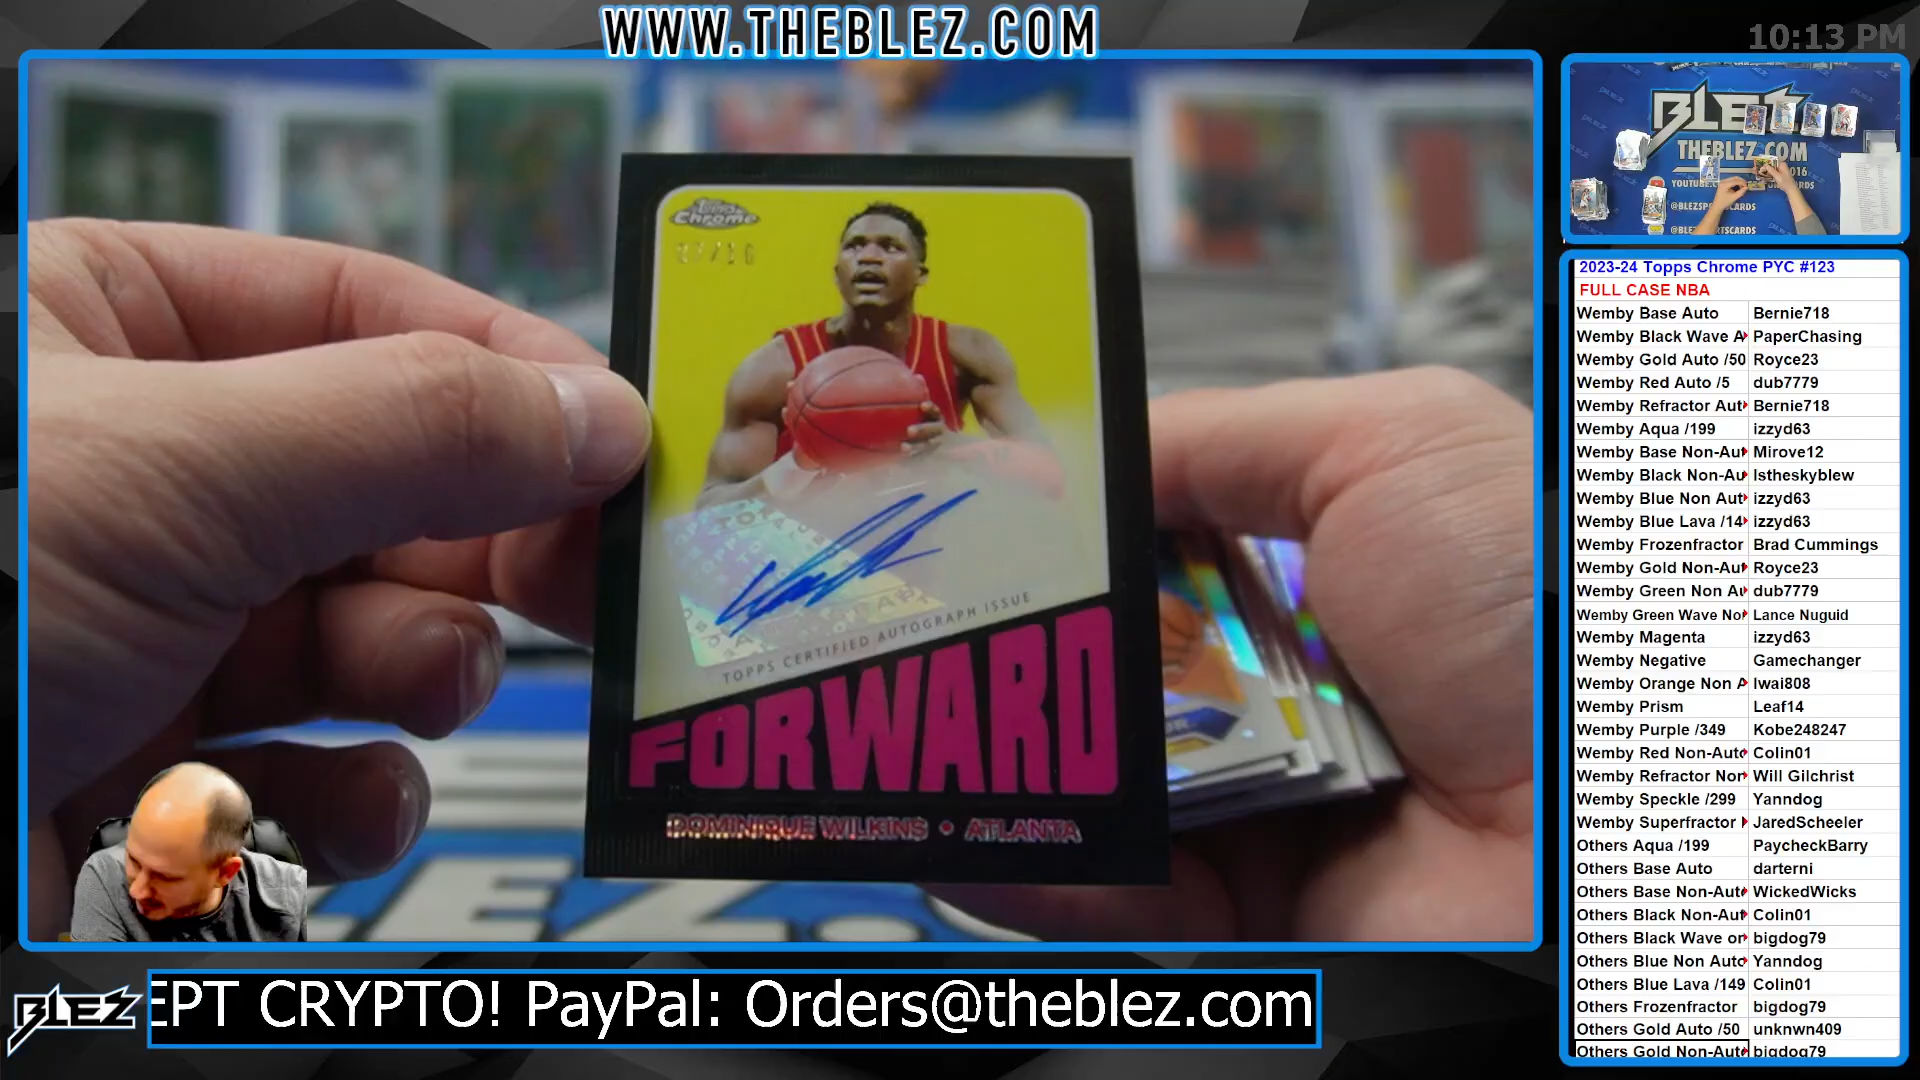 WWW.THEBLEZ.COM
10:13 PM
Topps
Chrome
TOPPS CERTIFIED AUTOGRAPH ISSUE
FORWARD
DOMINIQUE WILKINS • ATLANTA
BLEZ
THEBLEZ.COM
@BLEZSPORTSCARDS
2023-24 Topps Chrome PYC #123
FULL CASE NBA
Wemby Base Auto Bernie718
Wemby Black Wave A PaperChasing
Wemby Gold Auto /50 Royce23
Wemby Red Auto /5 dub7779
Wemby Refractor Aut Bernie718
Wemby Aqua /199 izzyd63
Wemby Base Non-Aut Mirove12
Wemby Black Non-Au Istheskyblew
Wemby Blue Non Aut izzyd63
Wemby Blue Lava /14 izzyd63
Wemby Frozenfractor Brad Cummings
Wemby Gold Non-Aut Royce23
Wemby Green Non Au dub7779
Wemby Green Wave No Lance Nuguid
Wemby Magenta izzyd63
Wemby Negative Gamechanger
Wemby Orange Non A Iwai808
Wemby Prism Leaf14
Wemby Purple /349 Kobe248247
Wemby Red Non-Auto Colin01
Wemby Refractor Non Will Gilchrist
Wemby Speckle /299 Yanndog
Wemby Superfractor JaredScheeler
Others Aqua /199 PaycheckBarry
Others Base Auto darterni
Others Base Non-Auto WickedWicks
Others Black Non-Aut Colin01
Others Black Wave or bigdog79
Others Blue Non Auto Yanndog
Others Blue Lava /149 Colin01
Others Frozenfractor bigdog79
Others Gold Auto /50 unknwn409
Others Gold Non-Auto bigdog79
BLEZ
EPT CRYPTO! PayPal: Orders@theblez.com